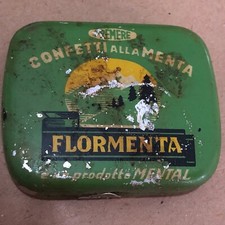 CONFETTI ALLA MENTA
FLORMENTA
prodotto MENTAL